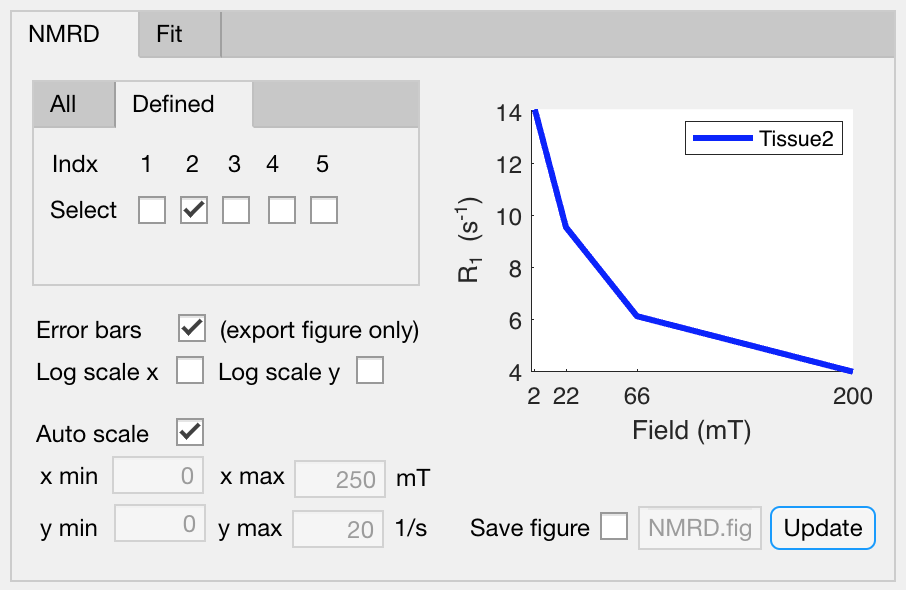 NMRD Fit
All Defined
Indx 1 2 3 4 5
Select
Error bars (export figure only)
Log scale x Log scale y
Auto scale
x min 0 x max 250 mT
y min 0 y max 20 1/s
14
12
10
8
6
4
R1 (s-1)
Tissue2
2 22 66 200
Field (mT)
Save figure NMRD.fig Update